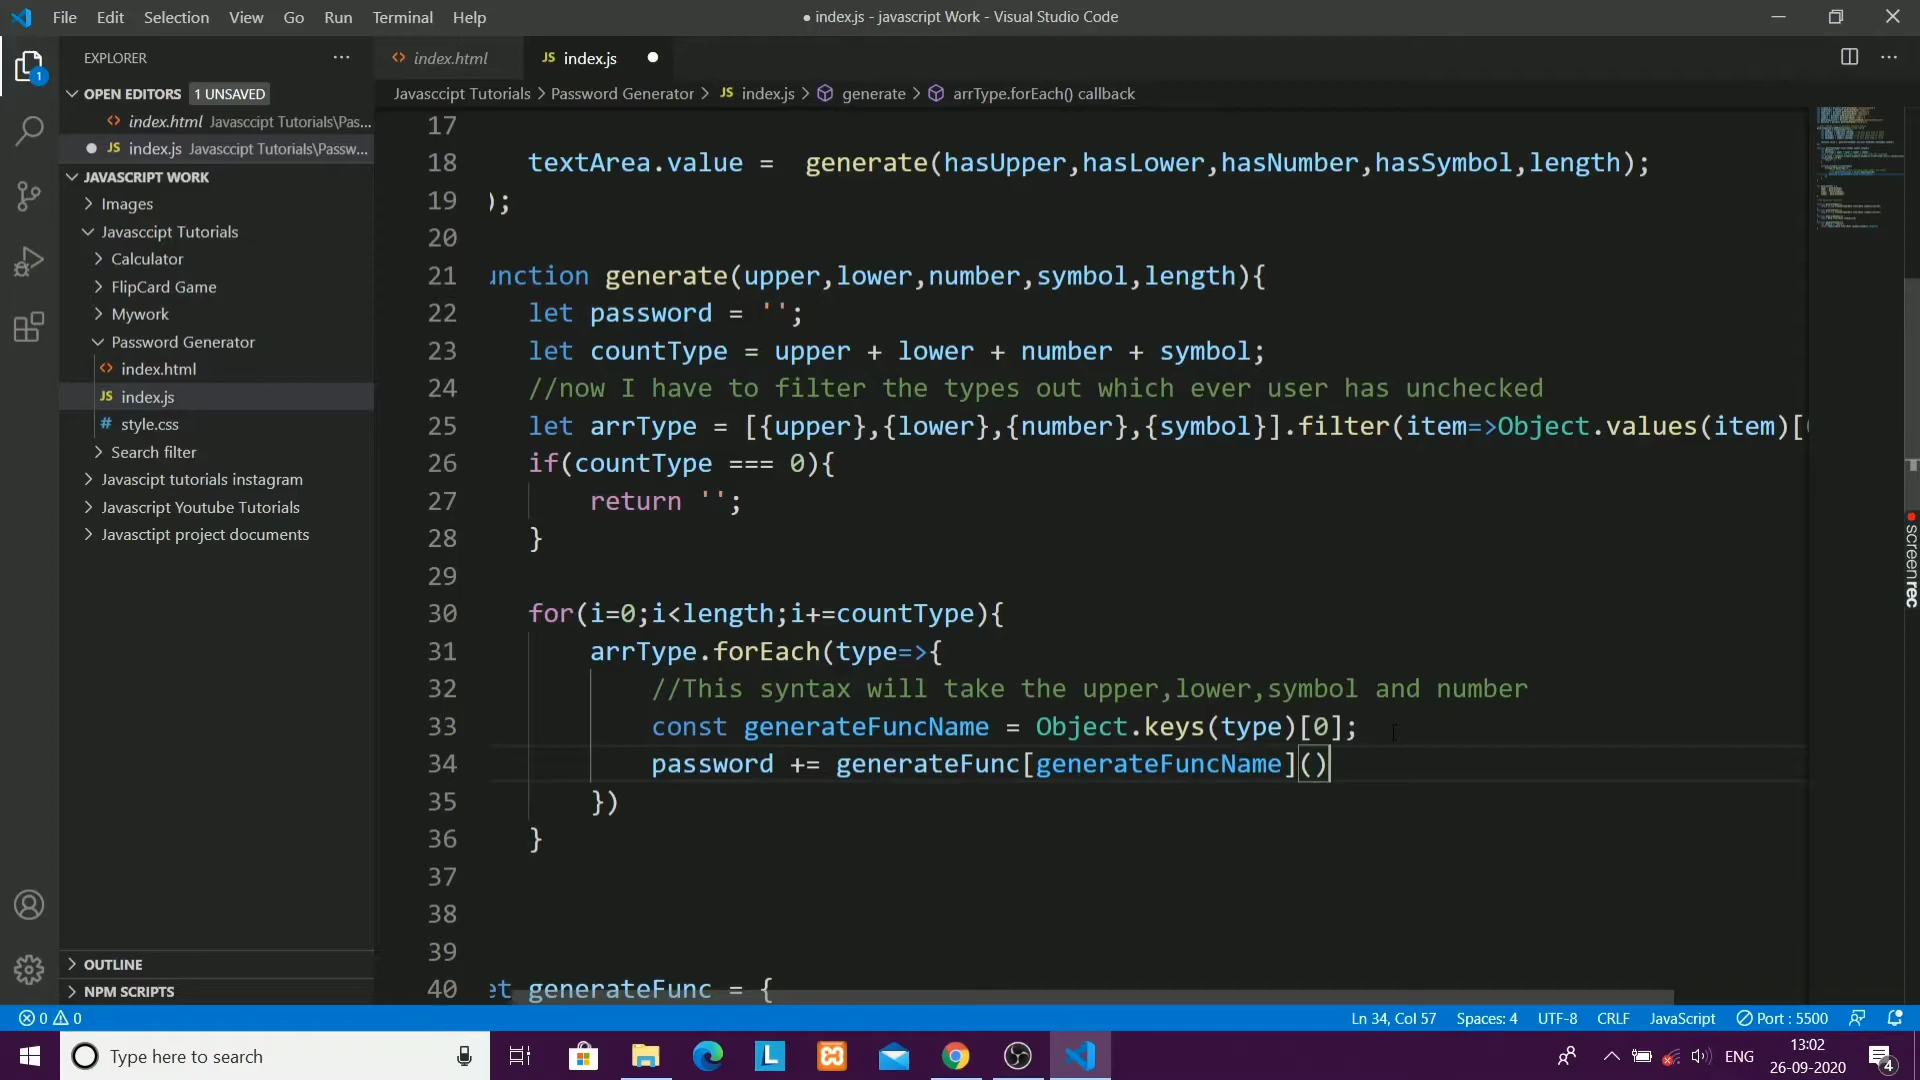 File Edit Selection View Go Run Terminal Help
● index.js - javascript Work - Visual Studio Code
EXPLORER
index.html
JS index.js
OPEN EDITORS 1 UNSAVED
index.html Javasccipt Tutorials\Pas...
JS index.js Javasccipt Tutorials\Passw...
JAVASCRIPT WORK
Images
Javasccipt Tutorials
Calculator
FlipCard Game
Mywork
Password Generator
index.html
JS index.js
# style.css
Search filter
Javascipt tutorials instagram
Javascript Youtube Tutorials
Javasctipt project documents
OUTLINE
NPM SCRIPTS
Javasccipt Tutorials > Password Generator > JS index.js > generate > arrType.forEach() callback
17
18 textArea.value = generate(hasUpper,hasLower,hasNumber,hasSymbol,length);
19 );
20
21 unction generate(upper,lower,number,symbol,length){
22 let password = '';
23 let countType = upper + lower + number + symbol;
24 //now I have to filter the types out which ever user has unchecked
25 let arrType = [{upper},{lower},{number},{symbol}].filter(item=>Object.values(item)[
26 if(countType === 0){
27 return '';
28 }
29
30 for(i=0;i<length;i+=countType){
31 arrType.forEach(type=>{
32 //This syntax will take the upper,lower,symbol and number
33 const generateFuncName = Object.keys(type)[0];
34 password += generateFunc[generateFuncName]()
35 })
36 }
37
38
39
40 et generateFunc = {
screenrec
0 0
Ln 34, Col 57 Spaces: 4 UTF-8 CRLF JavaScript Port : 5500
Type here to search
ENG
13:02
26-09-2020
4
1